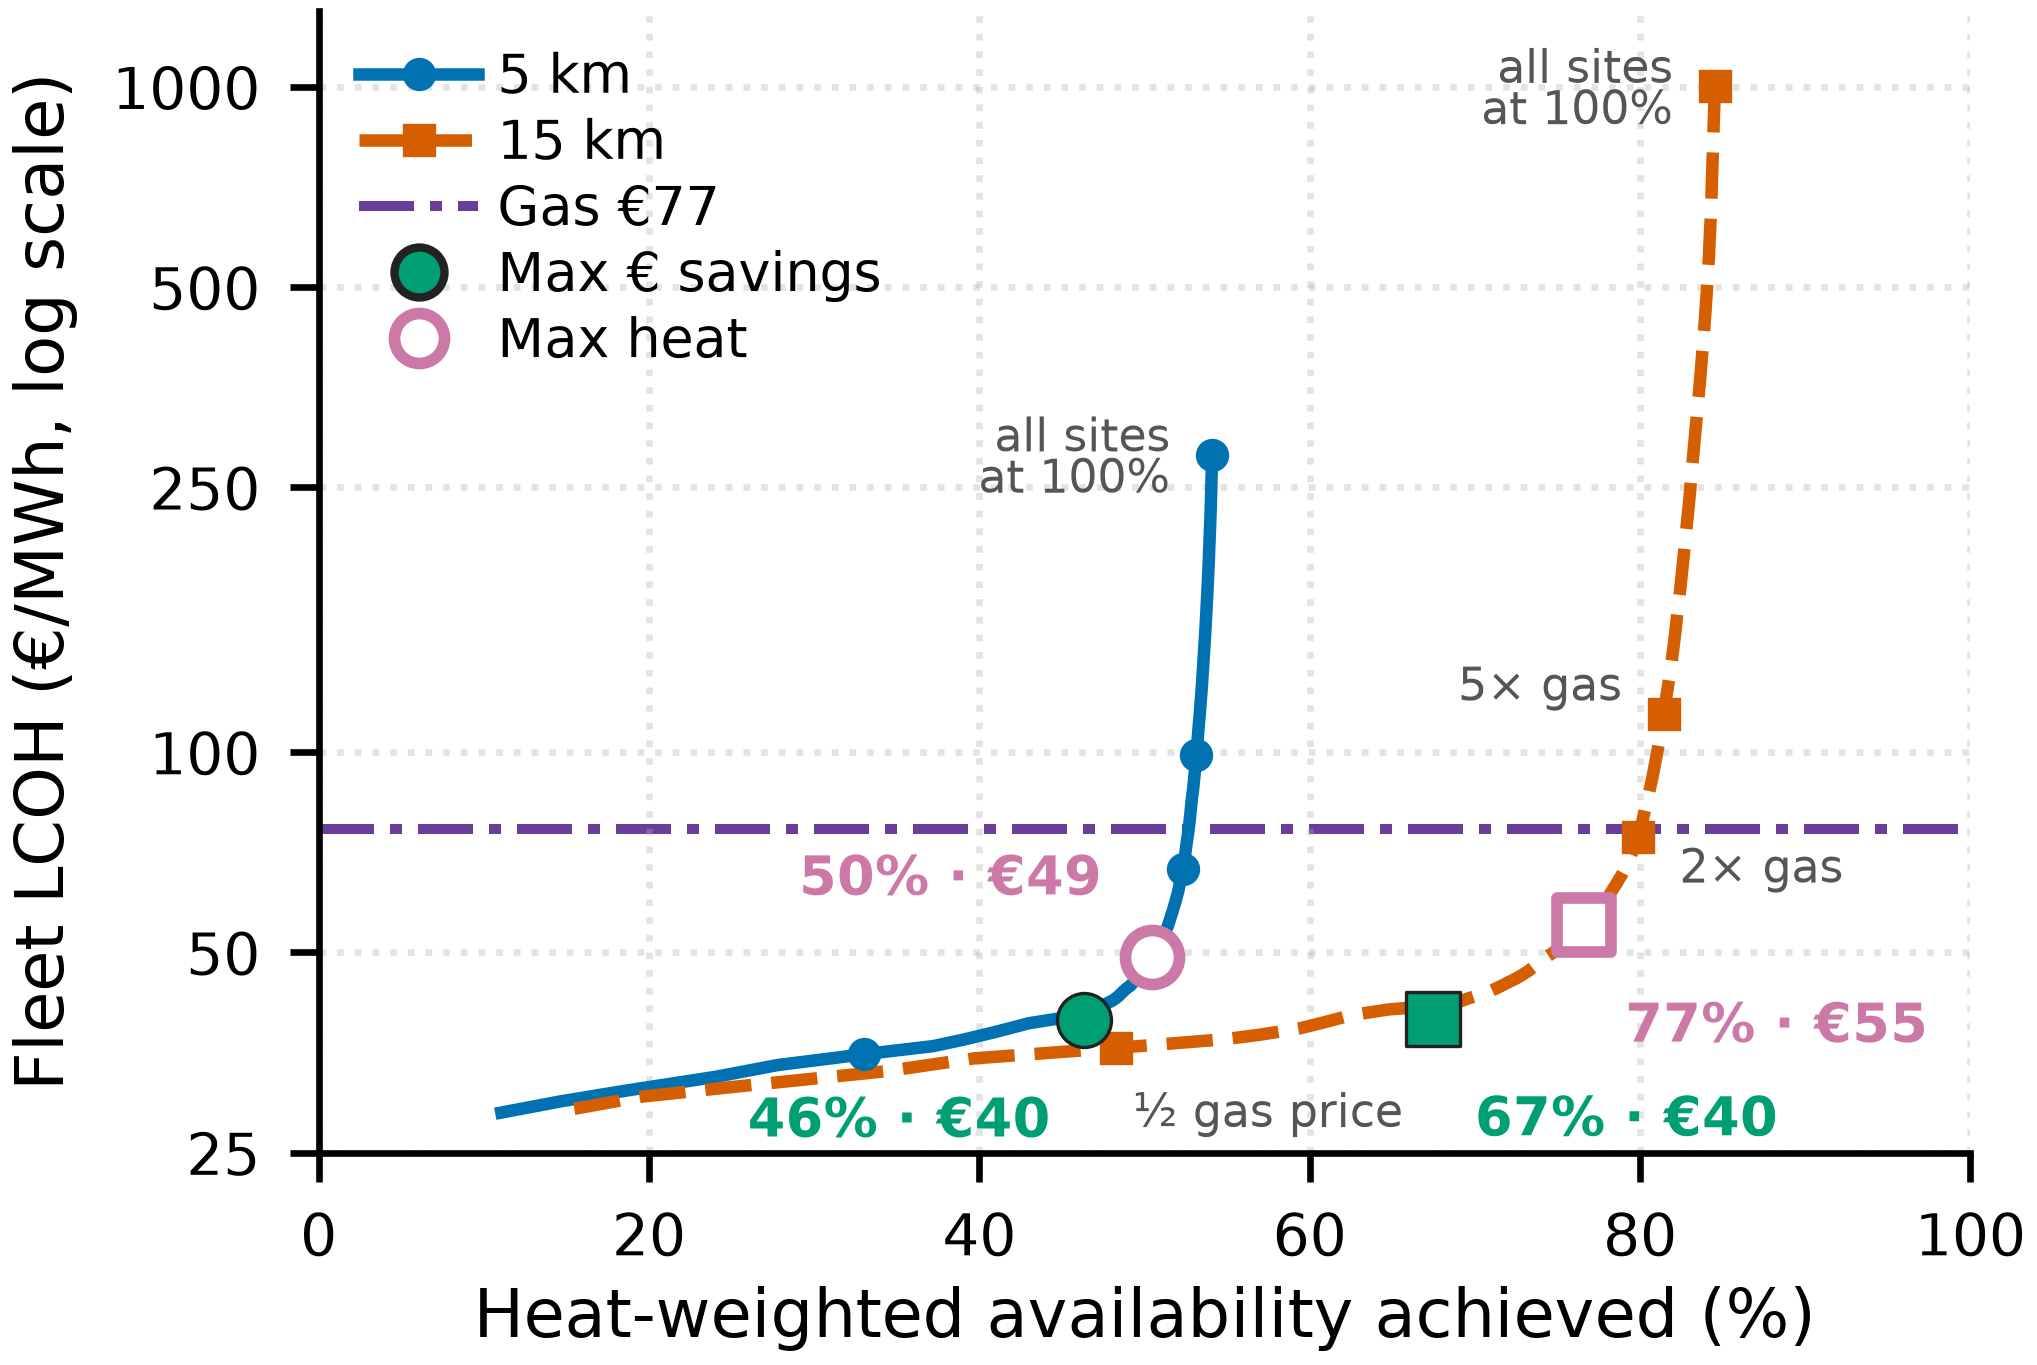 Fleet LCOH (€/MWh, log scale)
1000
500
250
100
50
25
5 km
15 km
Gas €77
Max € savings
Max heat
all sites
at 100%
all sites
at 100%
5× gas
2× gas
50% · €49
77% · €55
46% · €40
½ gas price
67% · €40
0
20
40
60
80
100
Heat-weighted availability achieved (%)